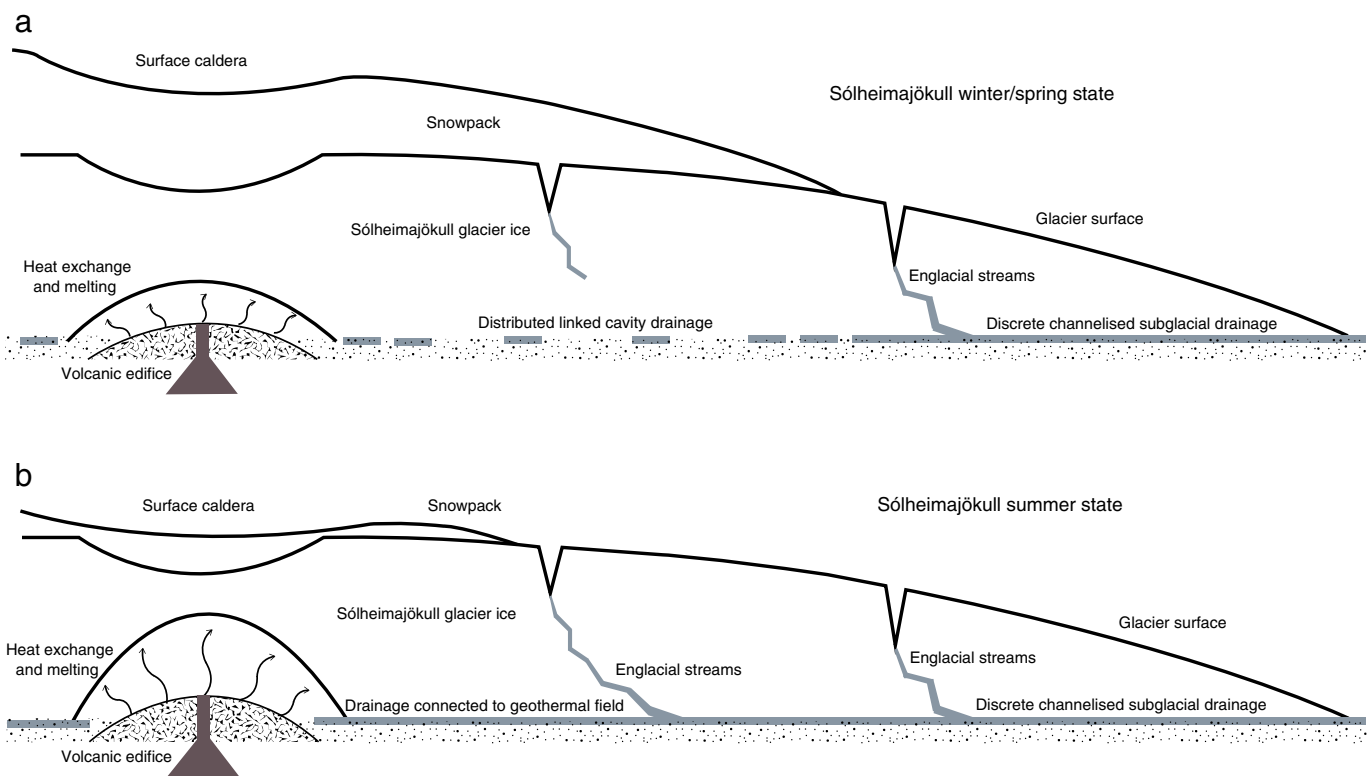 a
Surface caldera
Sólheimajökull winter/spring state
Snowpack
Glacier surface
Sólheimajökull glacier ice
Heat exchange
and melting
Englacial streams
Distributed linked cavity drainage
Discrete channelised subglacial drainage
Volcanic edifice
b
Surface caldera
Snowpack
Sólheimajökull summer state
Sólheimajökull glacier ice
Glacier surface
Heat exchange
and melting
Englacial streams
Englacial streams
Drainage connected to geothermal field
Discrete channelised subglacial drainage
Volcanic edifice